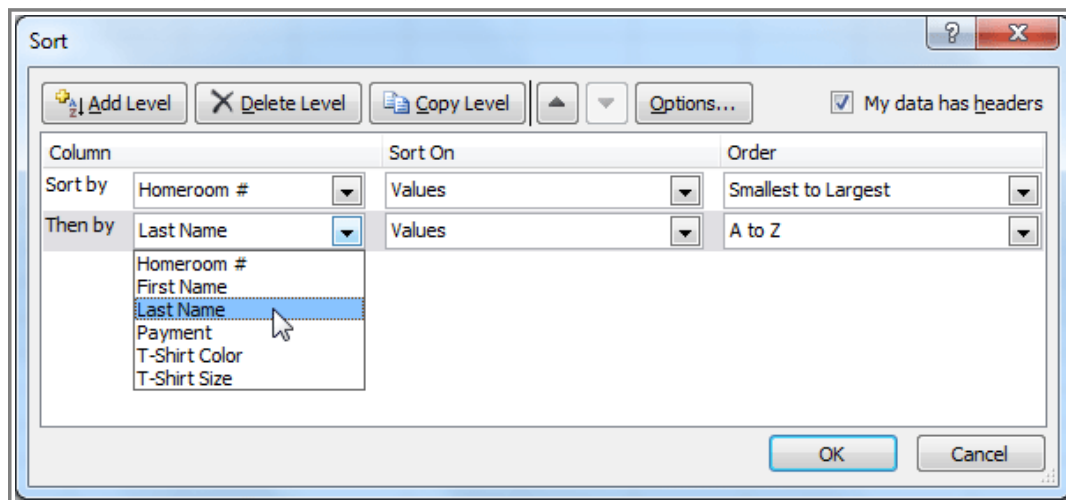 Sort
Add Level Delete Level Copy Level Options... My data has headers
Column Sort On Order
Sort by Homeroom # Values Smallest to Largest
Then by Last Name Values A to Z
Homeroom #
First Name
Last Name
Payment
T-Shirt Color
T-Shirt Size
OK Cancel